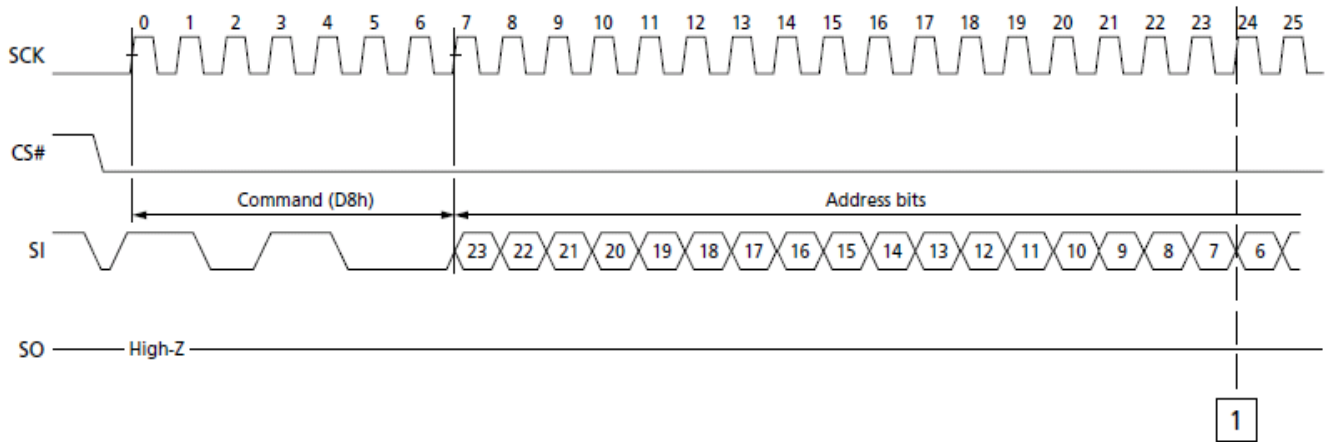 0 1 2 3 4 5 6 7 8 9 10 11 12 13 14 15 16 17 18 19 20 21 22 23 24 25
SCK
CS#
Command (D8h) Address bits
SI 23 22 21 20 19 18 17 16 15 14 13 12 11 10 9 8 7 6
SO High-Z
1